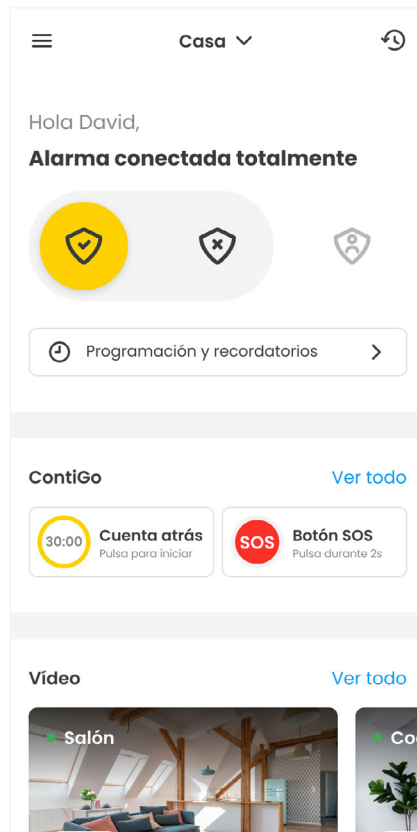 Casa
Hola David,
Alarma conectada totalmente
Programación y recordatorios
ContiGo
Ver todo
30:00
Cuenta atrás
Pulsa para iniciar
SOS
Botón SOS
Pulsa durante 2s
Vídeo
Ver todo
Salón
Coc